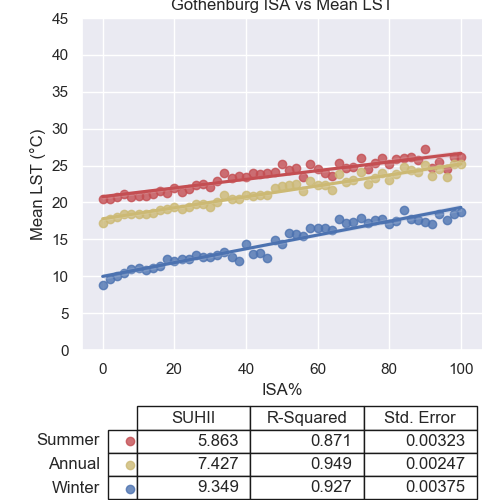 Gothenburg ISA vs Mean LST
45
40
35
30
25
20
15
10
5
0
Mean LST (°C)
0 20 40 60 80 100
ISA%
SUHII R-Squared Std. Error
Summer 5.863 0.871 0.00323
Annual 7.427 0.949 0.00247
Winter 9.349 0.927 0.00375